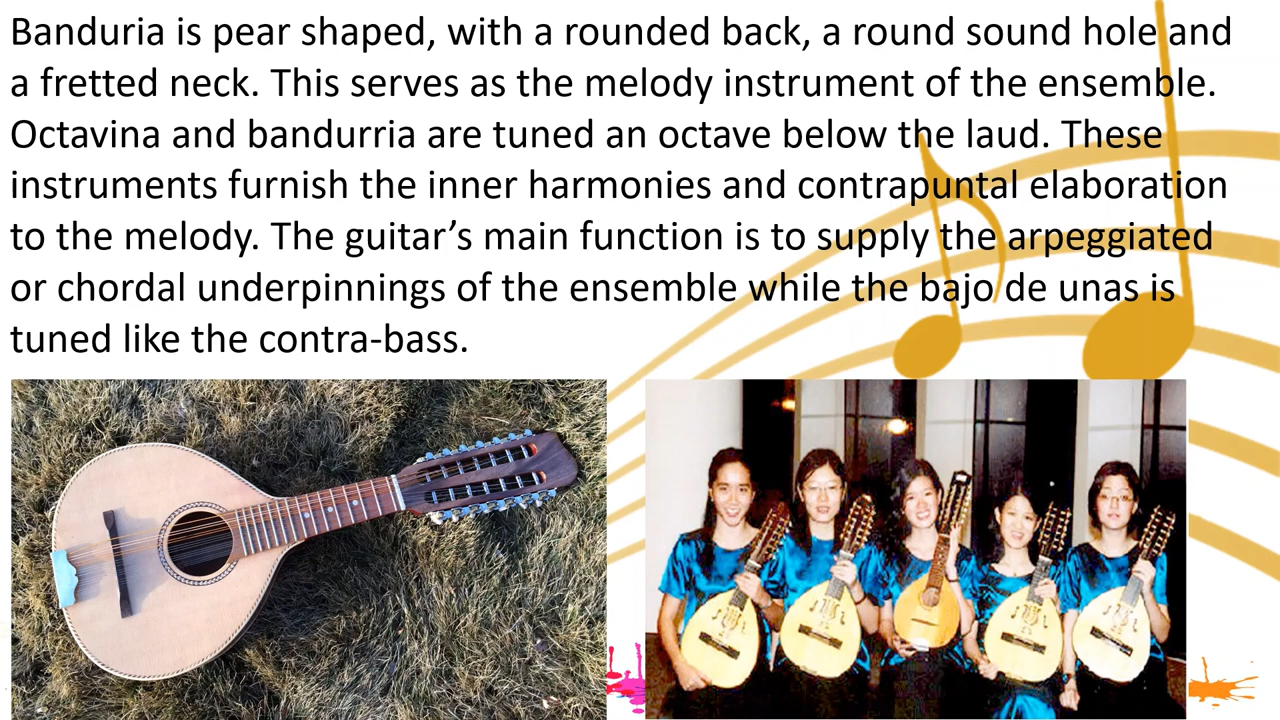 Banduria is pear shaped, with a rounded back, a round sound hole and
a fretted neck. This serves as the melody instrument of the ensemble.
Octavina and bandurria are tuned an octave below the laud. These
instruments furnish the inner harmonies and contrapuntal elaboration
to the melody. The guitar’s main function is to supply the arpeggiated
or chordal underpinnings of the ensemble while the bajo de unas is
tuned like the contra-bass.